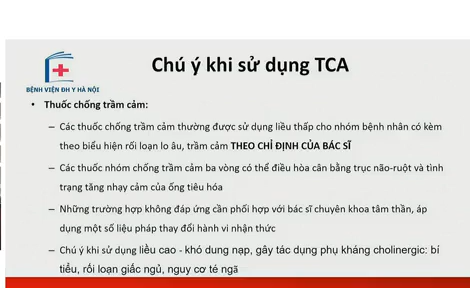 Chú ý khi sử dụng TCA
BỆNH VIỆN ĐH Y HÀ NỘI
• Thuốc chống trầm cảm:
– Các thuốc chống trầm cảm thường được sử dụng liều thấp cho nhóm bệnh nhân có kèm
theo biểu hiện rối loạn lo âu, trầm cảm THEO CHỈ ĐỊNH CỦA BÁC SĨ
– Các thuốc nhóm chống trầm cảm ba vòng có thể điều hòa cân bằng trục não-ruột và tình
trạng tăng nhạy cảm của ống tiêu hóa
– Những trường hợp không đáp ứng cần phối hợp với bác sĩ chuyên khoa tâm thần, áp
dụng một số liệu pháp thay đổi hành vi nhận thức
– Chú ý khi sử dụng liều cao - khó dung nạp, gây tác dụng phụ kháng cholinergic: bí
tiểu, rối loạn giấc ngủ, nguy cơ té ngã